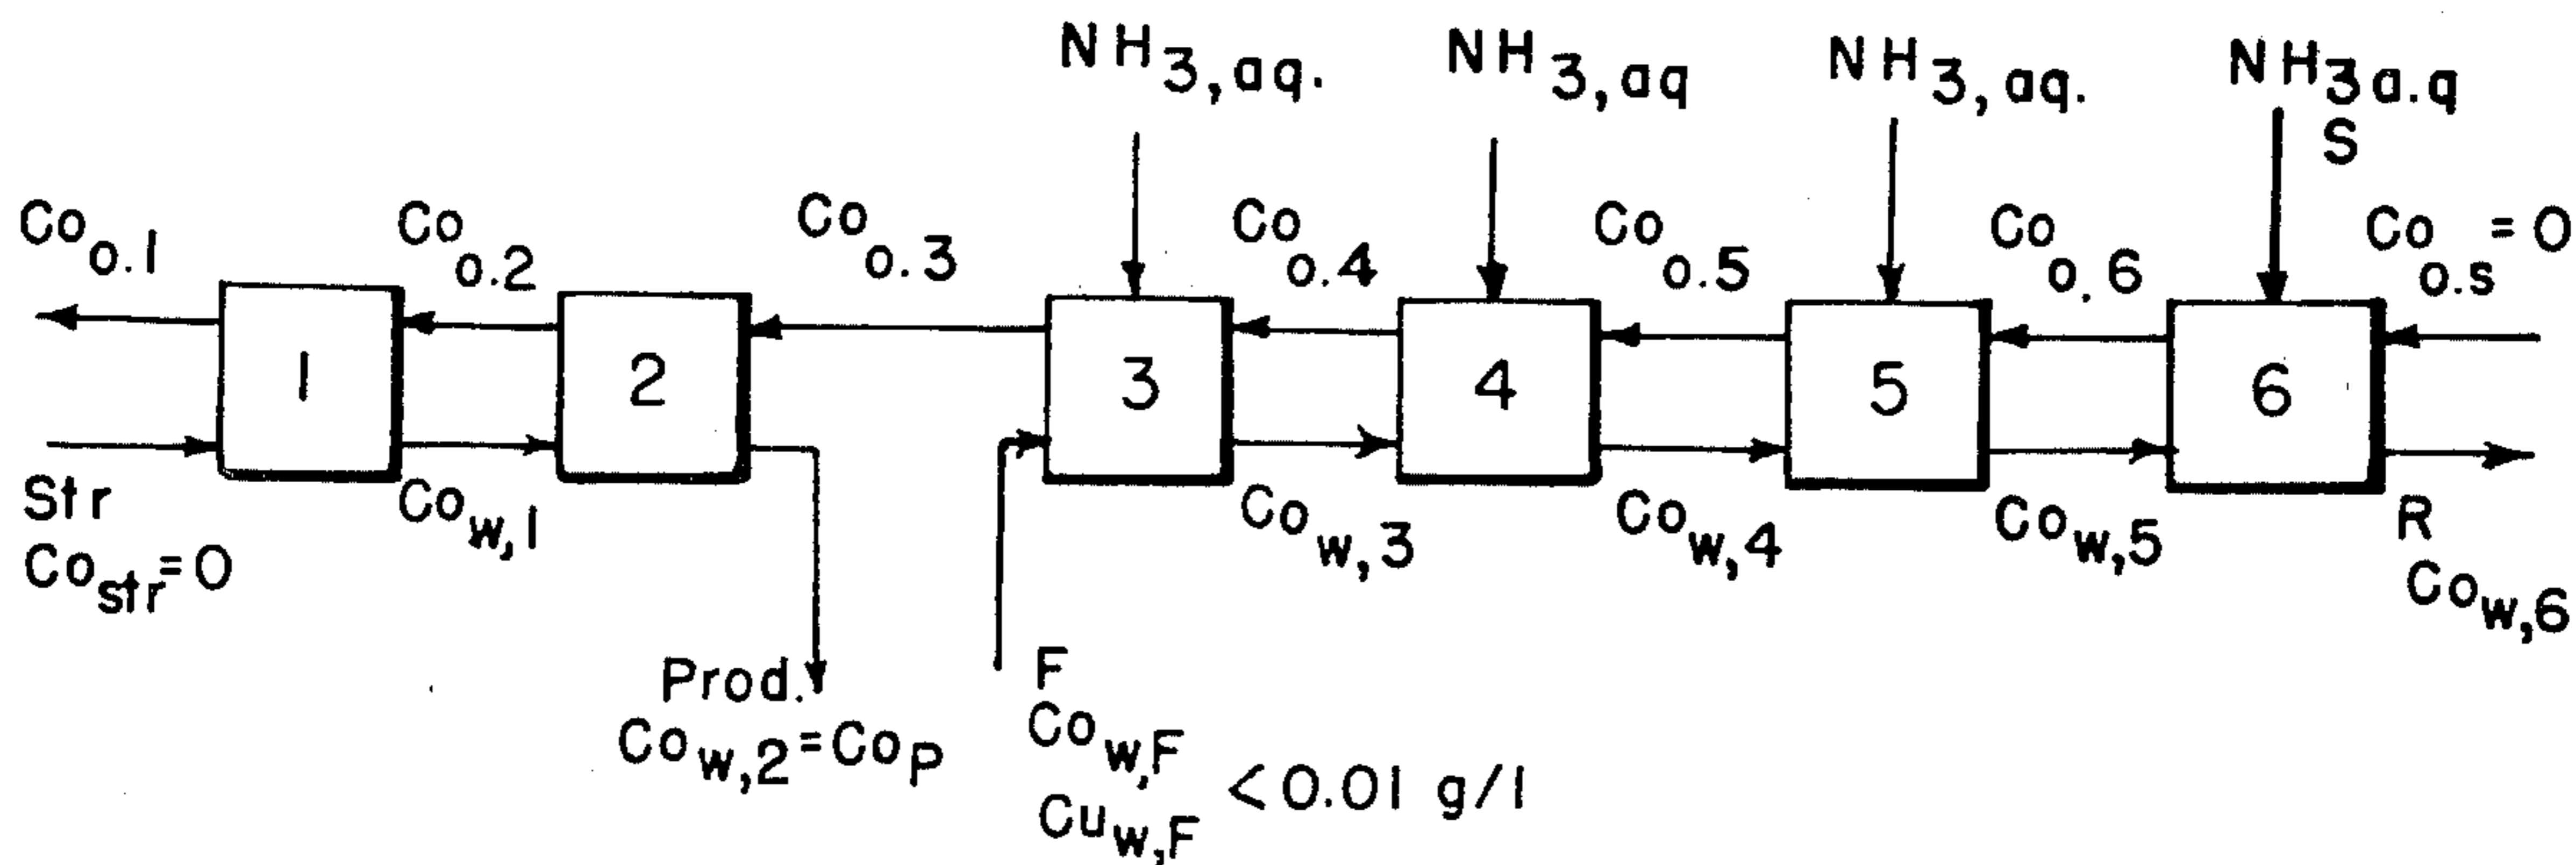 NH3,aq.
NH3,aq
NH3,aq.
NH3a.q
S
Coo.1
Coo.2
Coo.3
Coo.4
Coo.5
Coo.6
Coo.s=0
1
2
3
4
5
6
Str
Costr=0
Cow,1
Prod.
Cow,2=CoP
F
Cow,F
Cuw,F <0.01 g/l
Cow,3
Cow,4
Cow,5
R
Cow,6